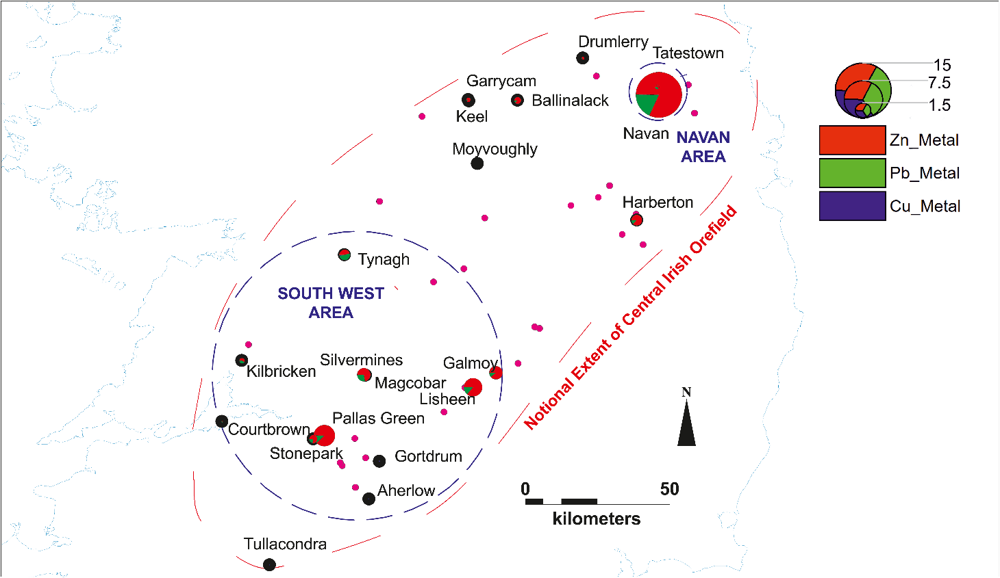 Drumlerry
Tatestown
Garrycam
Ballinalack
Keel
Navan
NAVAN
AREA
Moyvoughly
Harberton
15
7.5
1.5
Zn_Metal
Pb_Metal
Cu_Metal
Notional Extent of Central Irish Orefield
Tynagh
SOUTH WEST
AREA
Kilbricken
Silvermines
Magcobar
Galmoy
Lisheen
Pallas Green
Courtbrown
Stonepark
Gortdrum
Aherlow
Tullacondra
N
0 50
kilometers